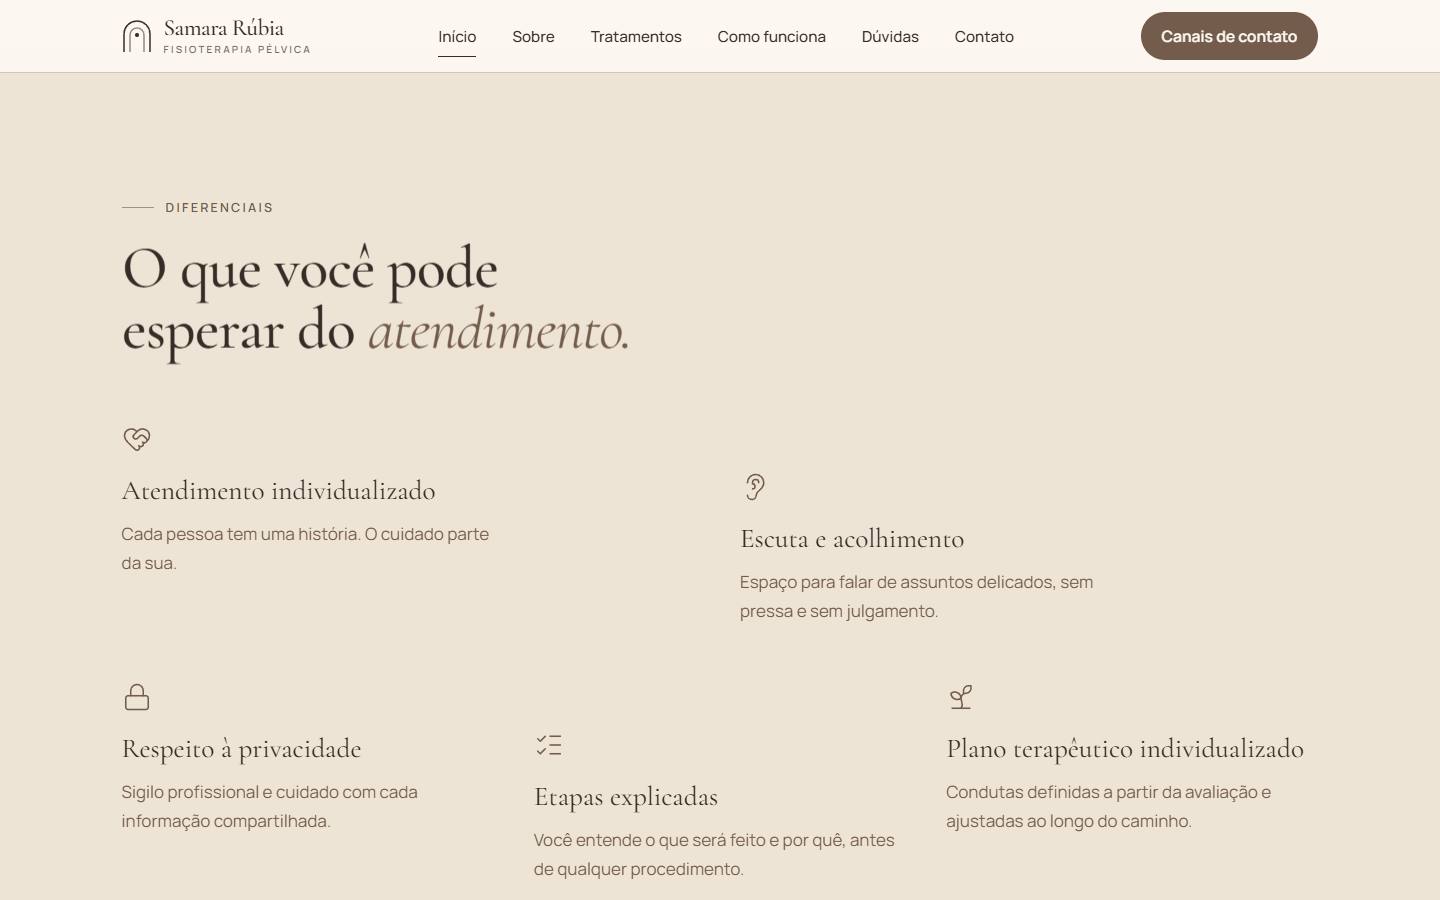 Samara Rúbia
FISIOTERAPIA PÉLVICA
Início
Sobre
Tratamentos
Como funciona
Dúvidas
Contato
Canais de contato
DIFERENCIAIS
O que você pode
esperar do atendimento.
Atendimento individualizado
Cada pessoa tem uma história. O cuidado parte
da sua.
Escuta e acolhimento
Espaço para falar de assuntos delicados, sem
pressa e sem julgamento.
Respeito à privacidade
Sigilo profissional e cuidado com cada
informação compartilhada.
Etapas explicadas
Você entende o que será feito e por quê, antes
de qualquer procedimento.
Plano terapêutico individualizado
Condutas definidas a partir da avaliação e
ajustadas ao longo do caminho.